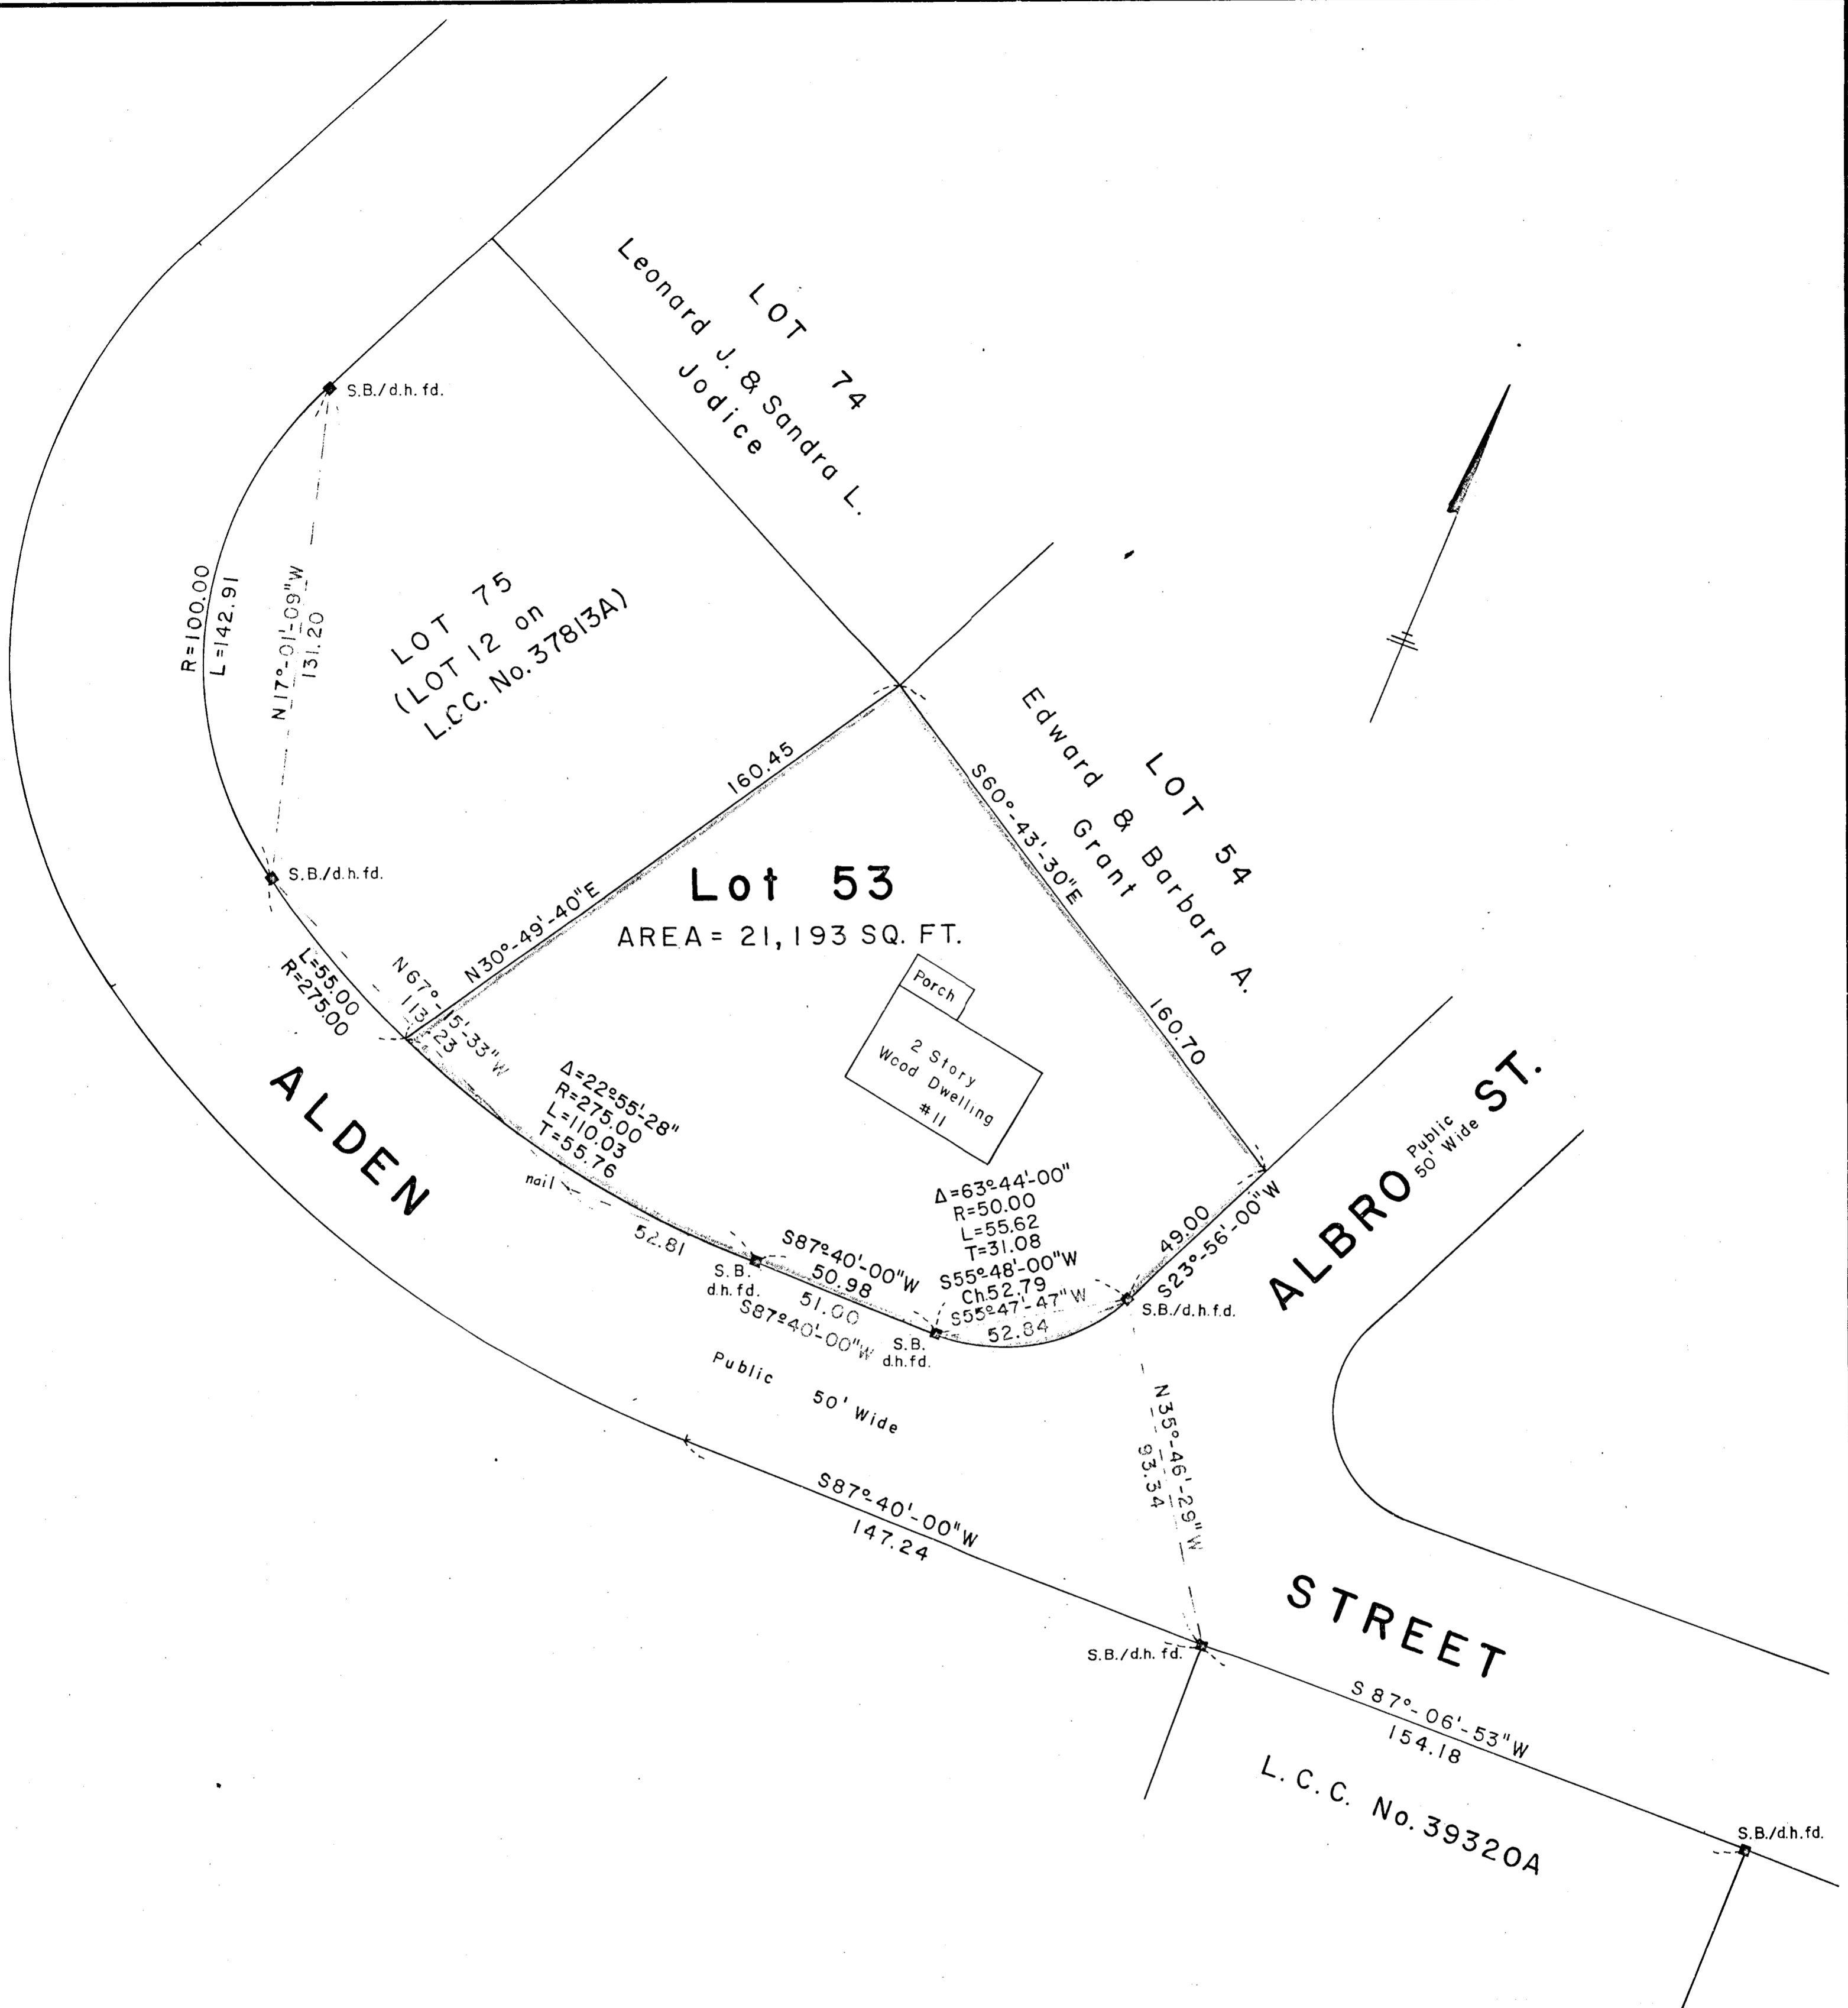 LOT 74
Leonard J. & Sandra L.
Jodice
S.B./d.h. fd.
R=100.00
L=142.91
N17°-01'-09"W
131.20
LOT 75
(LOT 12 on
L.C.C. No. 37813A)
160.45
N30°-49'-40"E
LOT 54
Edward & Barbara A.
Grant
S60°-43'-30"E
160.70
Lot 53
AREA = 21,193 SQ. FT.
S.B./d.h.fd.
L=55.00
R=275.00
N67°-15'-33"W
113.23
Porch
2 Story
Wood Dwelling
#11
Δ=22°-55'-28"
R=275.00
L=110.03
T=55.76
nail
52.81
ALDEN
S.B.
d.h. fd.
S87°-40'-00"W
50.98
51.00
S87°-40'-00"W
S.B.
d.h.fd.
Δ=63°-44'-00"
R=50.00
L=55.62
T=31.08
S55°-48'-00"W
Ch.52.79
S55°-47'-47"W
52.84
49.00
S23°-56'-00"W
S.B./d.h.fd.
ALBRO ST.
Public
50' Wide
Public 50' Wide
N35°-46'-29"W
93.34
S87°-40'-00"W
147.24
STREET
S.B./d.h. fd.
S 87°-06'-53"W
154.18
L.C.C. No. 39320A
S.B./d.h.fd.